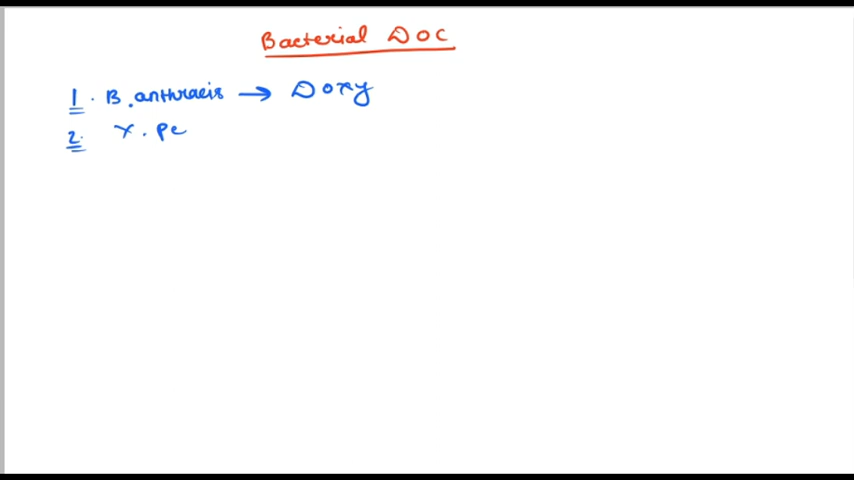 Bacterial DOC
1. B. anthracis → Doxy
2. Y. pe